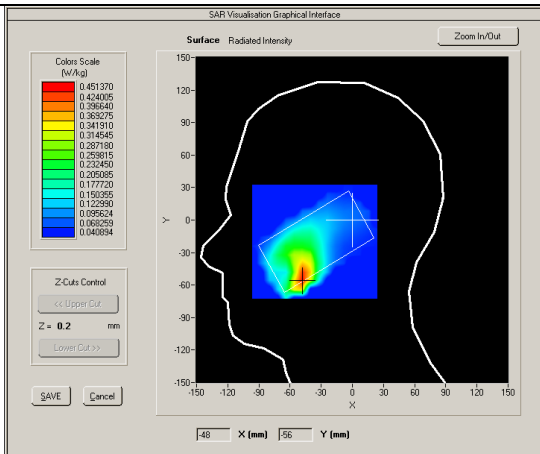 SAR Visualisation Graphical Interface
Surface Radiated Intensity
Zoom In/Out
Colors Scale
(W/kg)
0.451370
0.424005
0.396640
0.369275
0.341910
0.314545
0.287180
0.259815
0.232450
0.205085
0.177720
0.150355
0.122990
0.095624
0.068259
0.040894
Z-Cuts Control
<< Upper Cut
Z = 0.2 mm
Lower Cut >>
SAVE
Cancel
150
120
90
60
30
0
-30
-60
-90
-120
-150
Y
-150 -120 -90 -60 -30 0 30 60 90 120 150
X
-48 X (mm) -56 Y (mm)